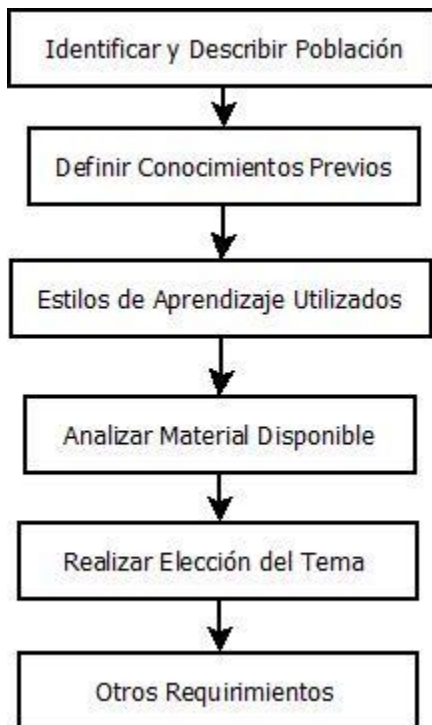 Identificar y Describir Población
Definir Conocimientos Previos
Estilos de Aprendizaje Utilizados
Analizar Material Disponible
Realizar Elección del Tema
Otros Requirimientos